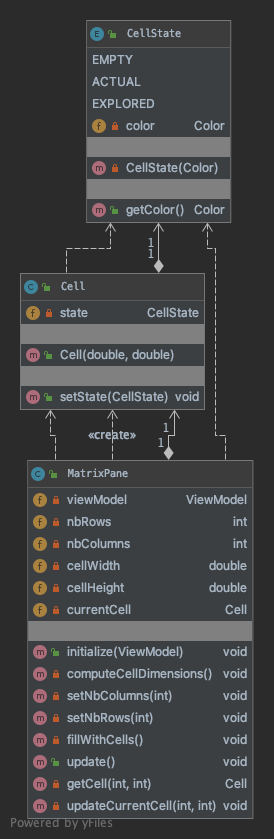 CellState
EMPTY
ACTUAL
EXPLORED
color Color
CellState(Color)
getColor() Color
1
1
Cell
state CellState
Cell(double, double)
setState(CellState) void
1
«create»
1
MatrixPane
viewModel ViewModel
nbRows int
nbColumns int
cellWidth double
cellHeight double
currentCell Cell
initialize(ViewModel) void
computeCellDimensions() void
setNbColumns(int) void
setNbRows(int) void
fillWithCells() void
update() void
getCell(int, int) Cell
updateCurrentCell(int, int) void
Powered by yFiles